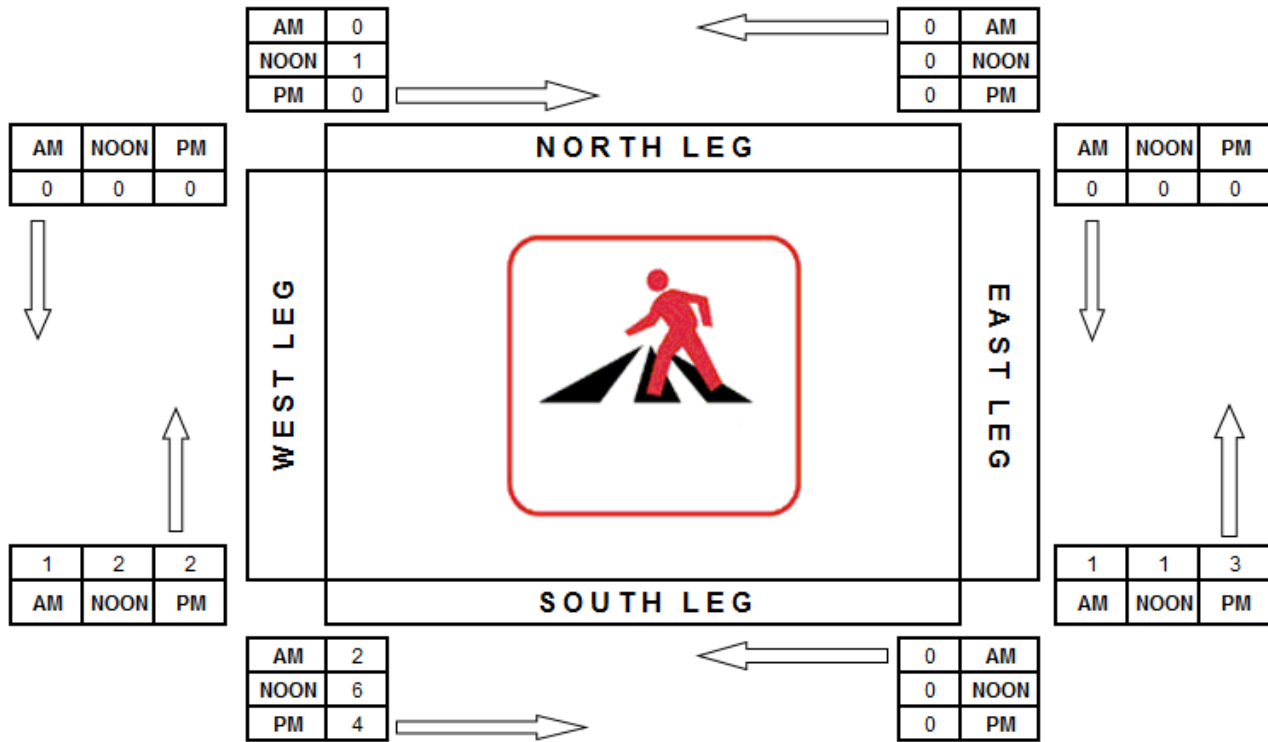 AM 0
NOON 1
PM 0
0 AM
0 NOON
0 PM
AM NOON PM
0 0 0
NORTH LEG
AM NOON PM
0 0 0
WEST LEG
EAST LEG
1 2 2
AM NOON PM
SOUTH LEG
1 1 3
AM NOON PM
AM 2
NOON 6
PM 4
0 AM
0 NOON
0 PM